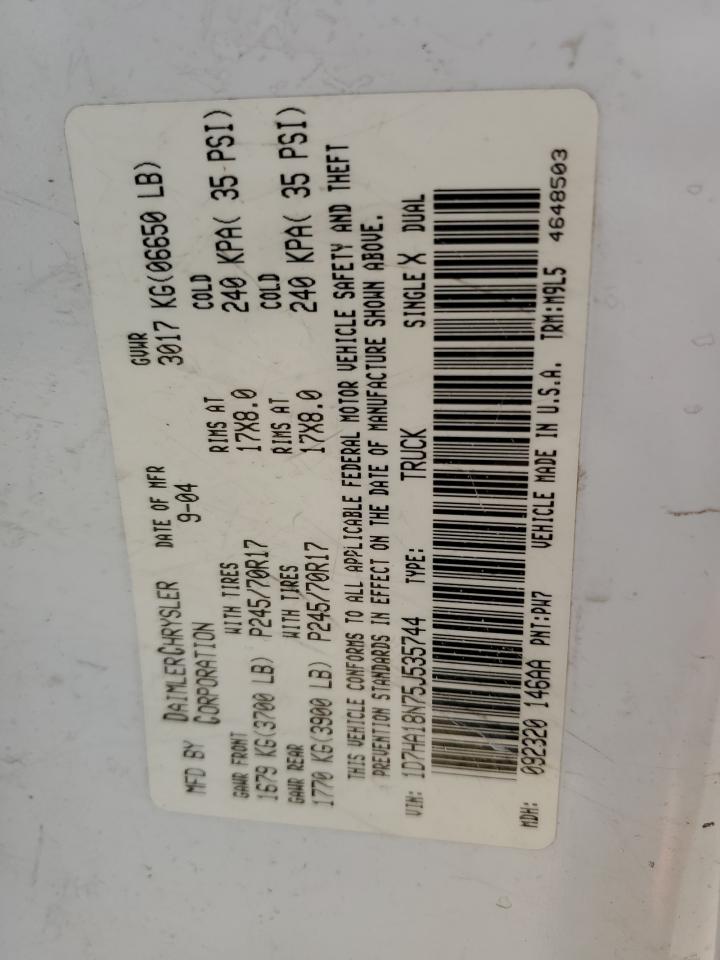 MFD BY DAIMLERCHRYSLER CORPORATION
DATE OF MFR 9-04
GVWR 3017 KG(06650 LB)
GAWR FRONT WITH TIRES RIMS AT COLD
1679 KG(3700 LB) P245/70R17 17X8.0 240 KPA( 35 PSI)
GAWR REAR WITH TIRES RIMS AT COLD
1770 KG(3900 LB) P245/70R17 17X8.0 240 KPA( 35 PSI)
THIS VEHICLE CONFORMS TO ALL APPLICABLE FEDERAL MOTOR VEHICLE SAFETY AND THEFT
PREVENTION STANDARDS IN EFFECT ON THE DATE OF MANUFACTURE SHOWN ABOVE.
VIN: 1D7HA18N75J535744 TYPE: TRUCK SINGLE X DUAL
MDH: 092320 146AA PNT:PW7 VEHICLE MADE IN U.S.A. TRM:M9L5 4648503